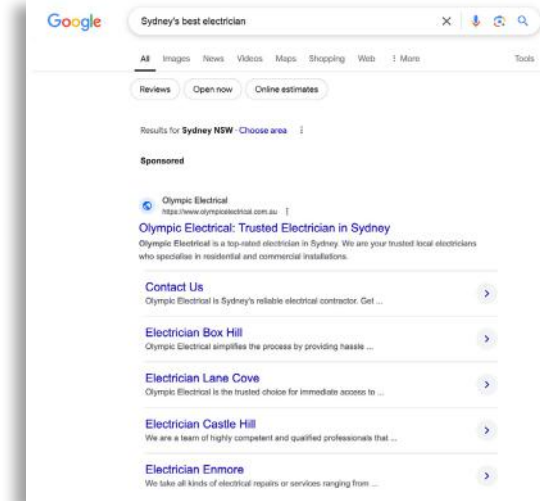 Google
Sydney's best electrician
All Images News Videos Maps Shopping Web More Tools
Reviews Open now Online estimates
Results for Sydney NSW · Choose area
Sponsored
Olympic Electrical
https://www.olympicelectrical.com.au
Olympic Electrical: Trusted Electrician in Sydney
Olympic Electrical is a top-rated electrician in Sydney. We are your trusted local electricians
who specialise in residential and commercial installations.
Contact Us
Olympic Electrical is Sydney's reliable electrical contractor. Get ...
Electrician Box Hill
Olympic Electrical simplifies the process by providing hassle ...
Electrician Lane Cove
Olympic Electrical is the trusted choice for immediate access to ...
Electrician Castle Hill
We are a team of highly competent and qualified professionals that ...
Electrician Enmore
We take all kinds of electrical repairs or services ranging from ...